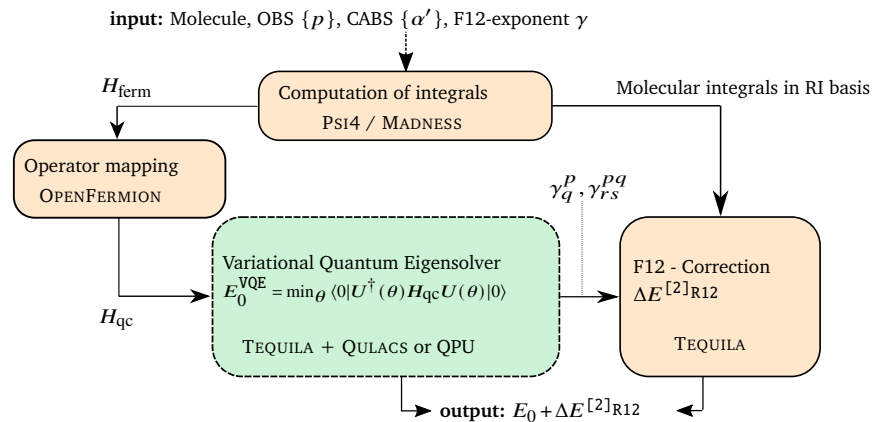 input: Molecule, OBS {p}, CABS {α′}, F12-exponent γ
H_ferm
Computation of integrals
PSI4 / MADNESS
Molecular integrals in RI basis
Operator mapping
OPENFERMION
γ^p_q, γ^pq_rs
Variational Quantum Eigensolver
E_0^VQE = min_θ ⟨0|U†(θ)H_qc U(θ)|0⟩
TEQUILA + QULACS or QPU
H_qc
F12 - Correction
ΔE^[2]R12
TEQUILA
output: E_0 + ΔE^[2]R12